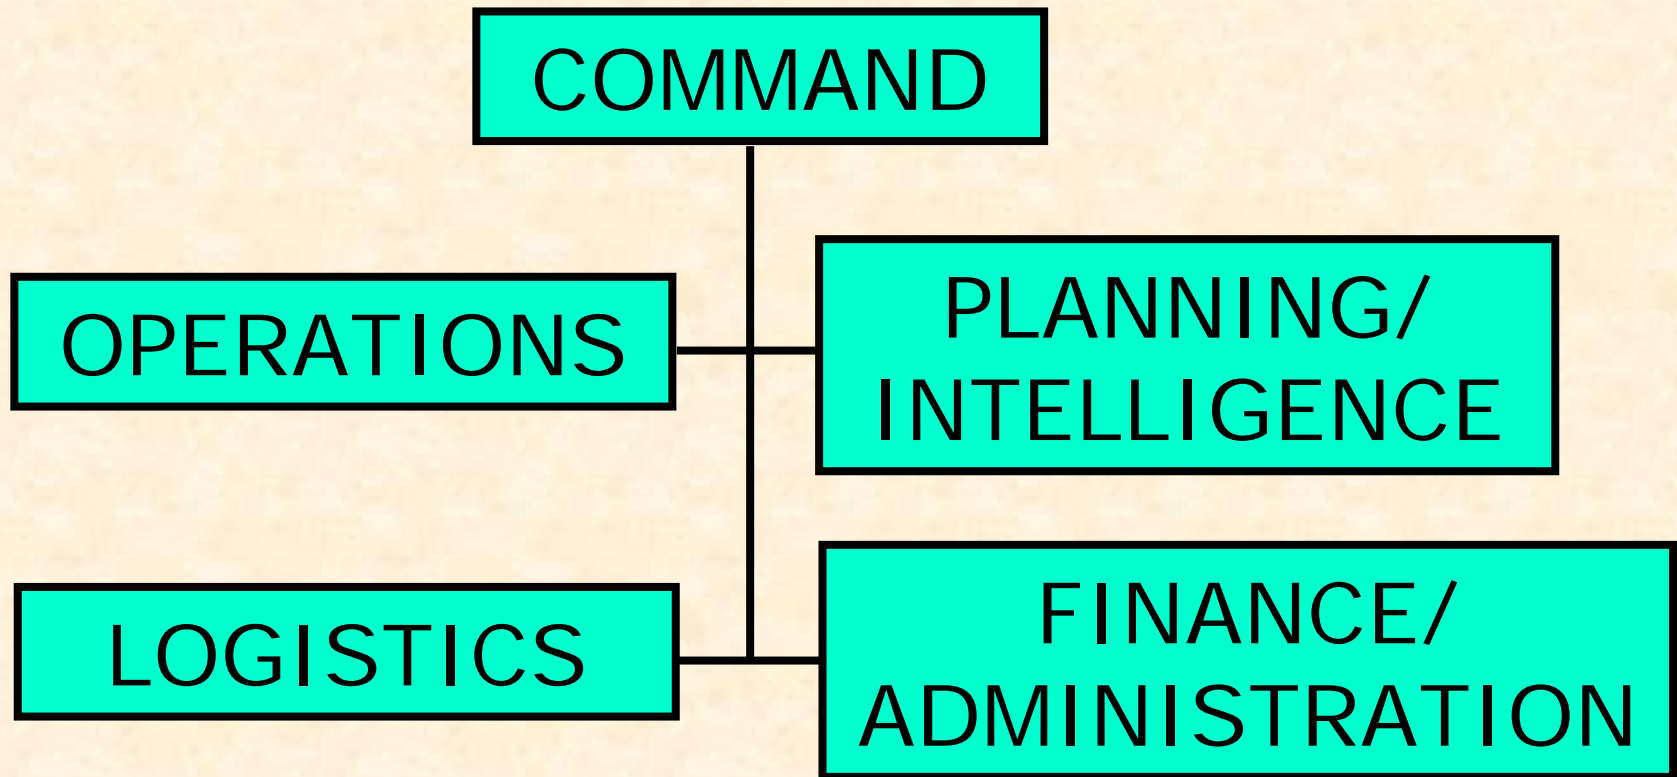 COMMAND
OPERATIONS
PLANNING/
INTELLIGENCE
LOGISTICS
FINANCE/
ADMINISTRATION